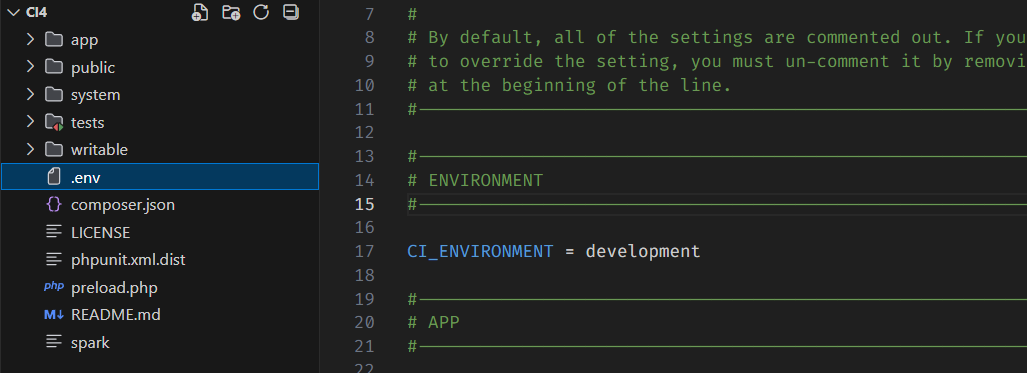 CI4
app
public
system
tests
writable
.env
composer.json
LICENSE
phpunit.xml.dist
php preload.php
M↓ README.md
spark
7 #
8 # By default, all of the settings are commented out. If you
9 # to override the setting, you must un-comment it by removi
10 # at the beginning of the line.
11 #--------------------------------------------------------------------
12
13 #--------------------------------------------------------------------
14 # ENVIRONMENT
15 #--------------------------------------------------------------------
16
17 CI_ENVIRONMENT = development
18
19 #--------------------------------------------------------------------
20 # APP
21 #--------------------------------------------------------------------
22